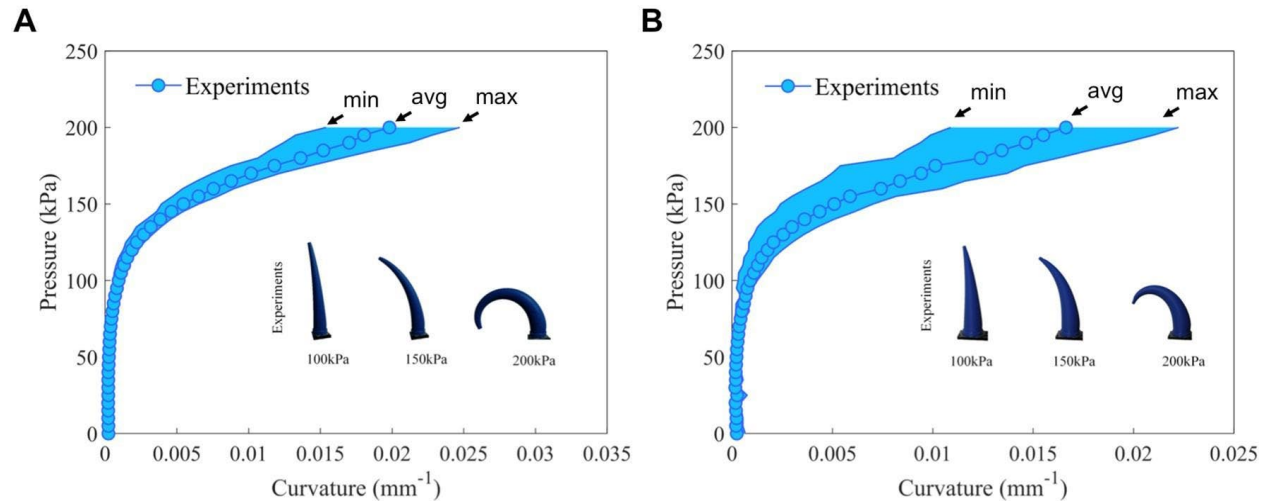 A
250
200
150
100
50
0
Pressure (kPa)
Experiments
min
avg
max
Experiments
100kPa
150kPa
200kPa
0
0.005
0.01
0.015
0.02
0.025
0.03
0.035
Curvature (mm⁻¹)
B
250
200
150
100
50
0
Pressure (kPa)
Experiments
min
avg
max
Experiments
100kPa
150kPa
200kPa
0
0.005
0.01
0.015
0.02
0.025
Curvature (mm⁻¹)